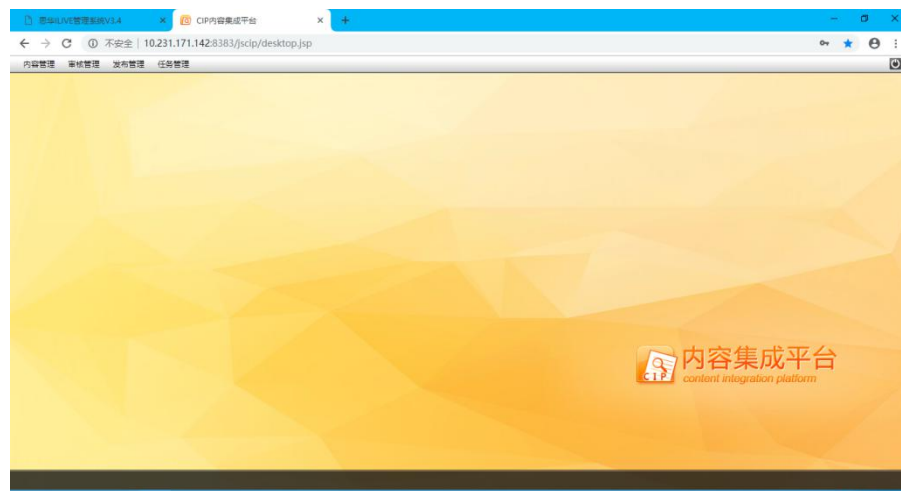 思华ILIVE管理系统V3.4
CIP内容集成平台
不安全 | 10.231.171.142:8383/jscip/desktop.jsp
内容管理 审核管理 发布管理 任务管理
内容集成平台
CIP
content integration platform